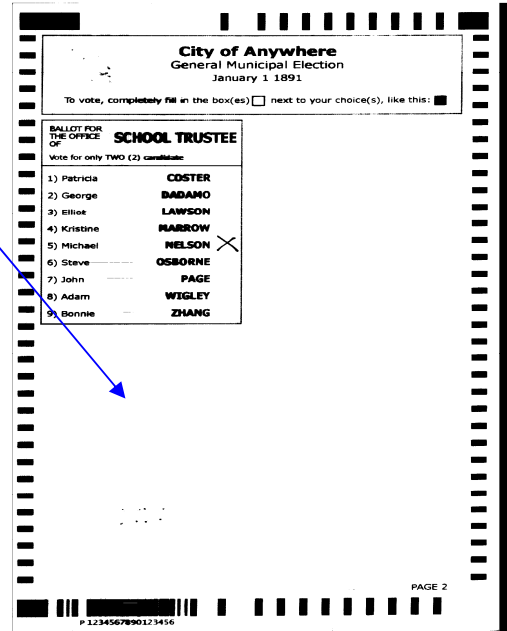 City of Anywhere
General Municipal Election
January 1 1891
To vote, completely fill in the box(es) next to your choice(s), like this:
BALLOT FOR THE OFFICE OF
SCHOOL TRUSTEE
Vote for only TWO (2) candidate
1) Patricia COSTER
2) George DADAMO
3) Elliot LAWSON
4) Kristine MARROW
5) Michael NELSON
6) Steve OSBORNE
7) John PAGE
8) Adam WIGLEY
9) Bonnie ZHANG
PAGE 2
P 1234567890123456